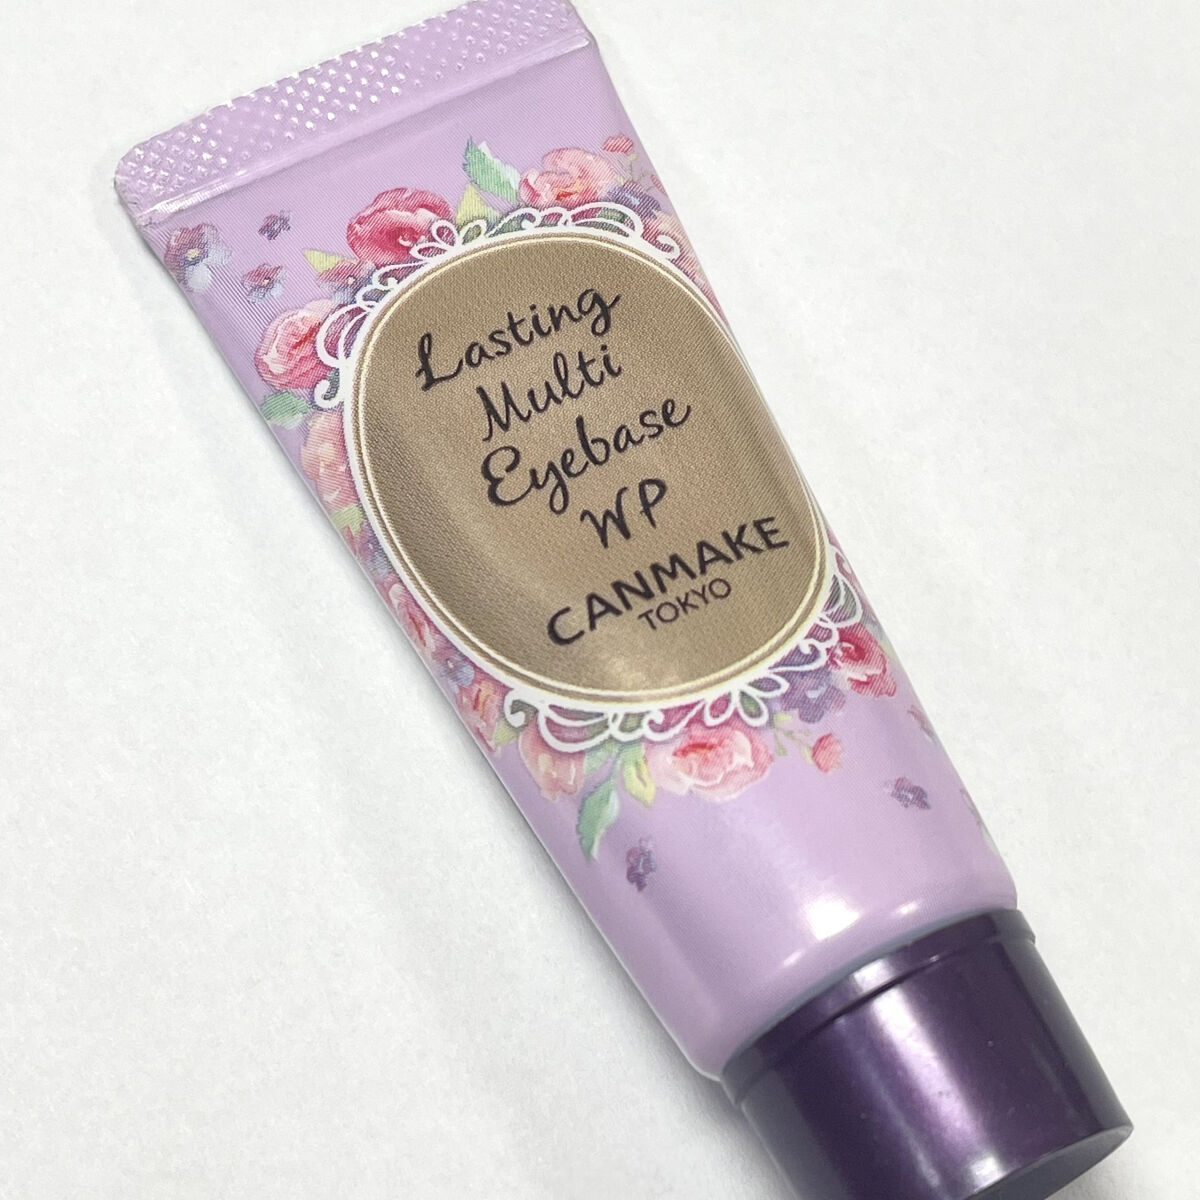 Lasting
Multi
Eyebase
WP
CANMAKE
TOKYO